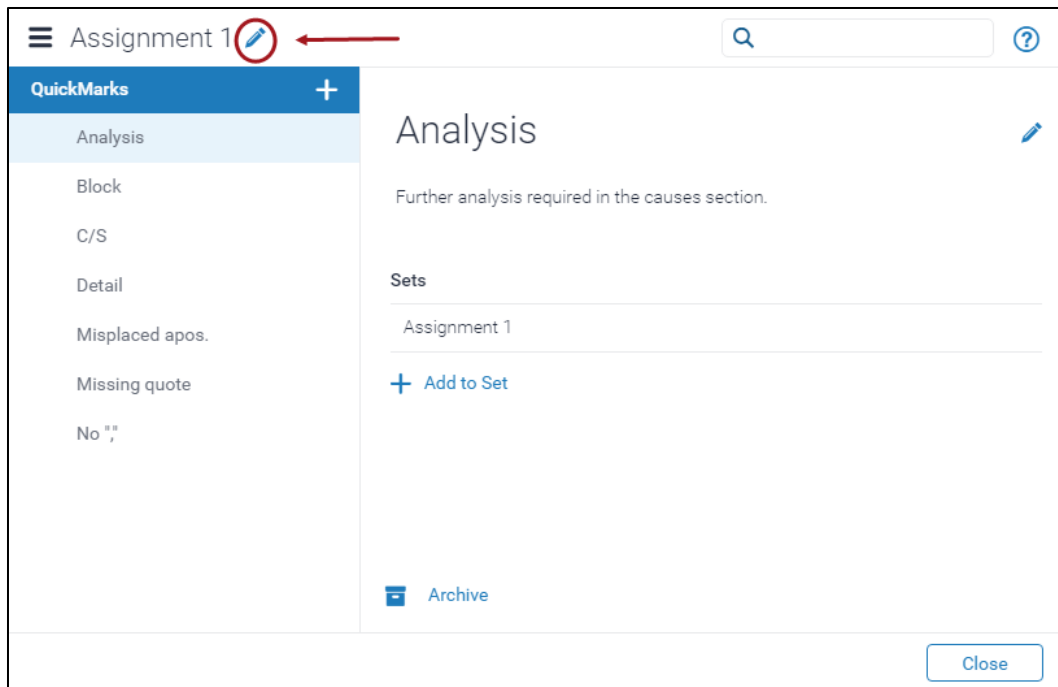 Assignment 1
QuickMarks
Analysis
Block
C/S
Detail
Misplaced apos.
Missing quote
No ","
Analysis
Further analysis required in the causes section.
Sets
Assignment 1
Add to Set
Archive
Close